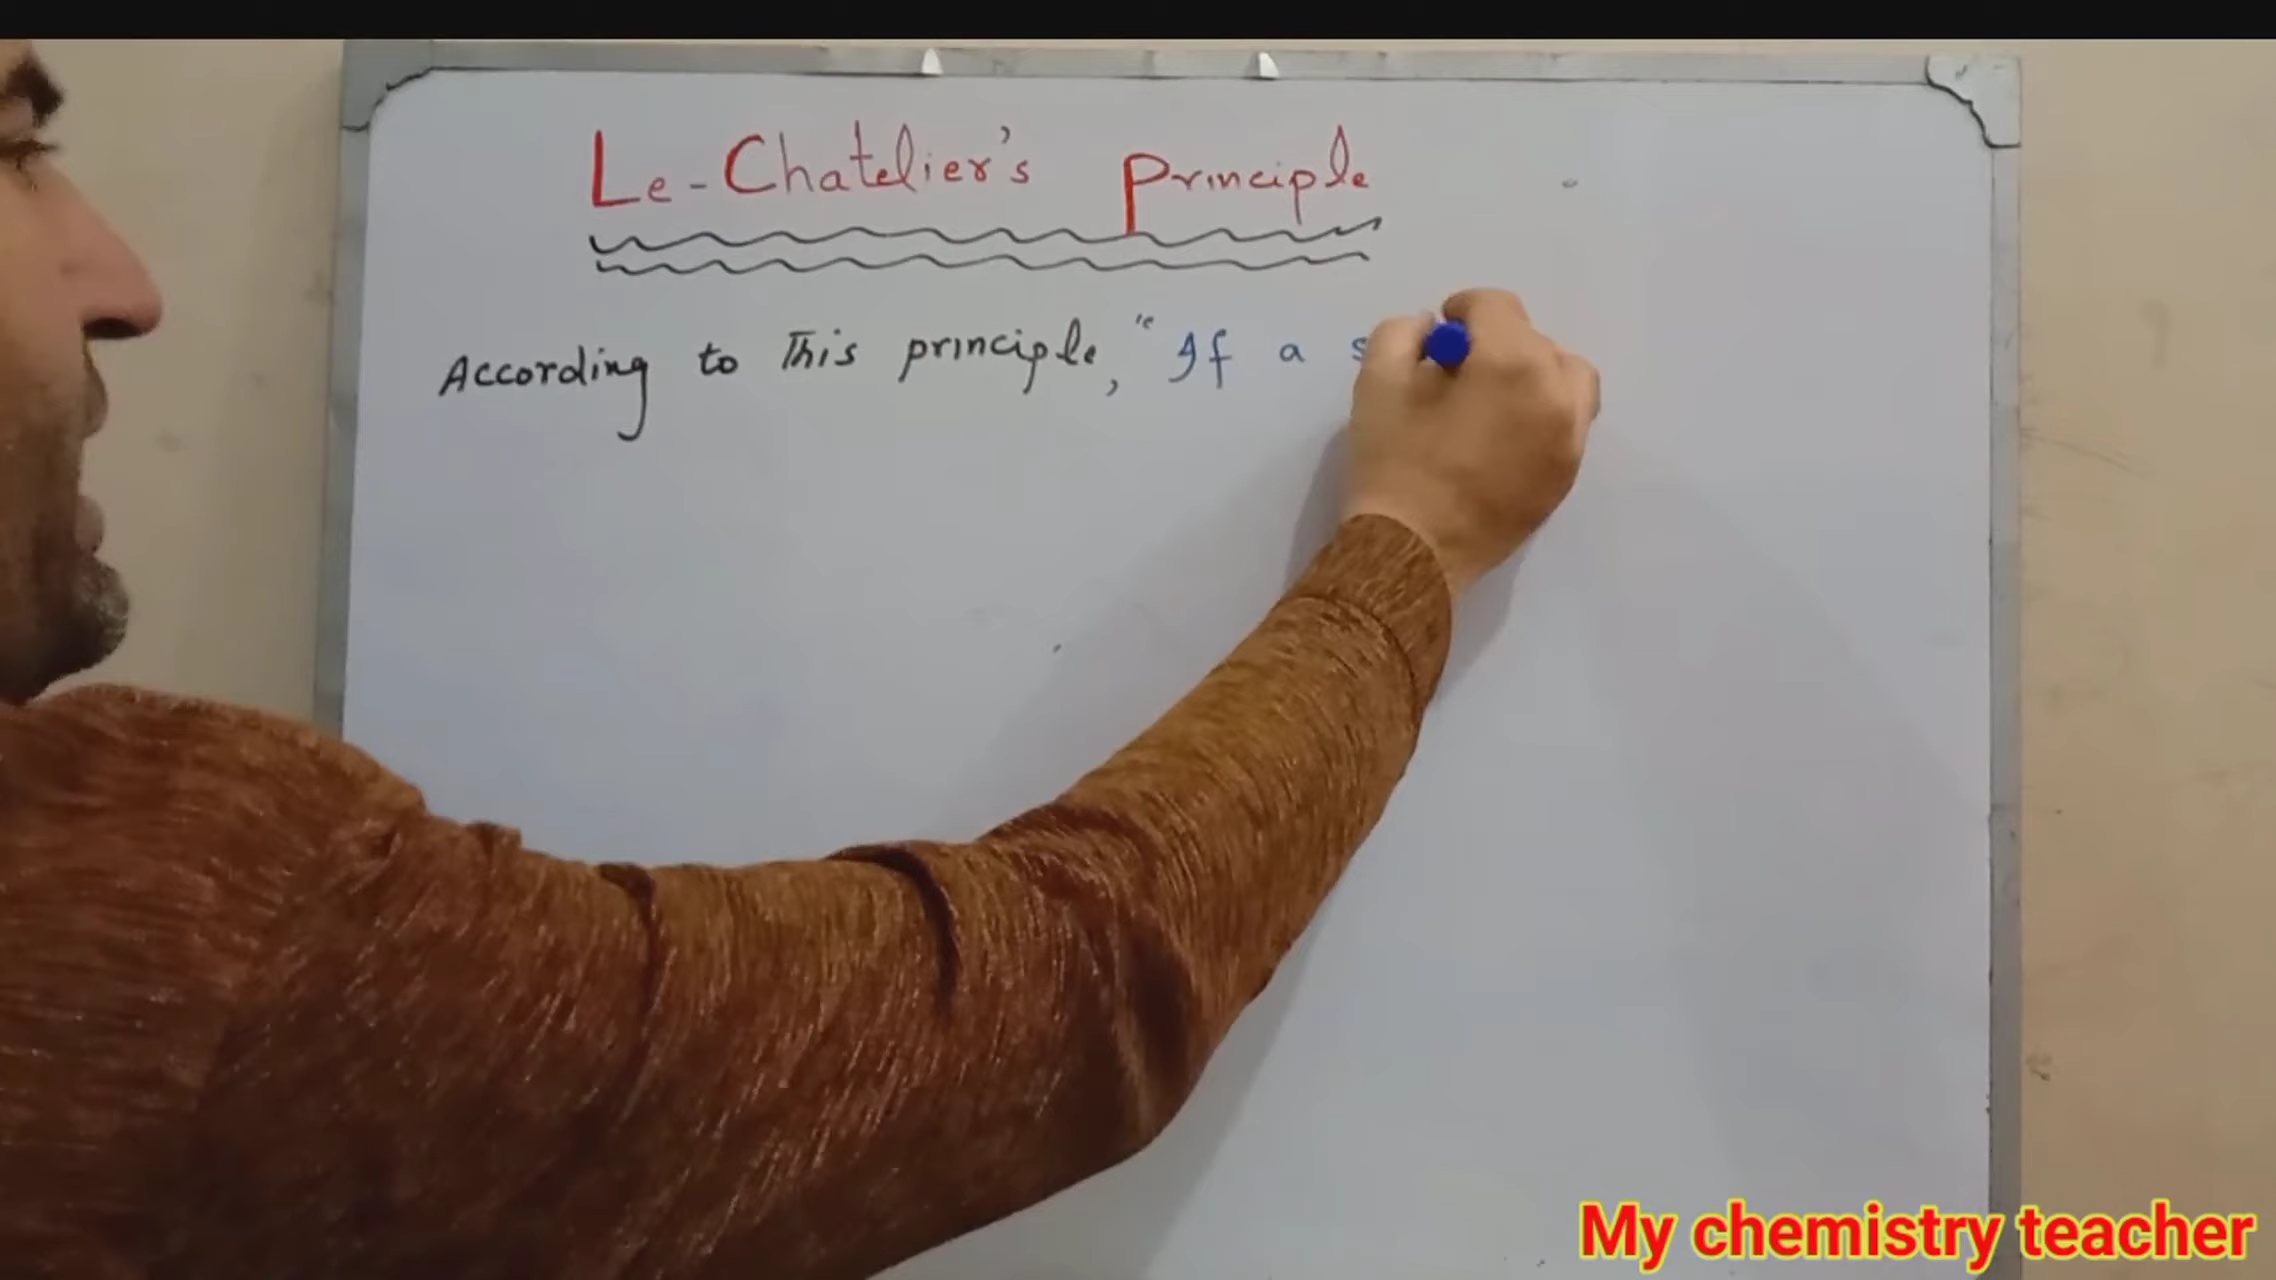 Le-Chatelier's Principle
According to This principle, "If a s
My chemistry teacher